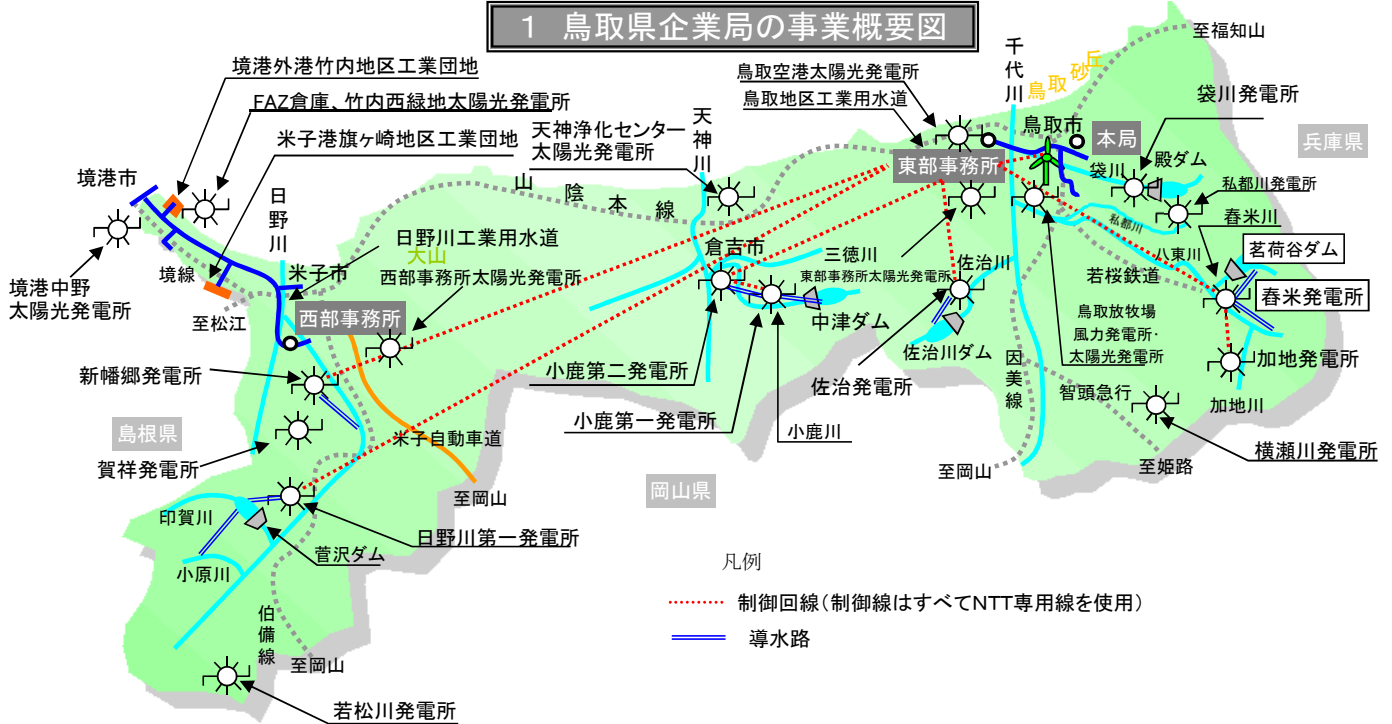 1 鳥取県企業局の事業概要図
境港外港竹内地区工業団地
FAZ倉庫、竹内西緑地太陽光発電所
米子港旗ヶ崎地区工業団地
境港市
境港中野
太陽光発電所
境線
至松江
日野川
米子市
日野川工業用水道
大山
西部事務所太陽光発電所
西部事務所
新幡郷発電所
島根県
賀祥発電所
米子自動車道
至岡山
印賀川
小原川
菅沢ダム
日野川第一発電所
伯備線
至岡山
若松川発電所
山陰本線
天神浄化センター
太陽光発電所
天神川
倉吉市
三徳川
中津ダム
小鹿第二発電所
小鹿第一発電所
小鹿川
岡山県
鳥取空港太陽光発電所
鳥取地区工業用水道
東部事務所
東部事務所太陽光発電所
佐治川
佐治川ダム
佐治発電所
千代川
鳥取砂丘
鳥取市
本局
至福知山
袋川発電所
兵庫県
袋川
殿ダム
私都川発電所
私都川
春米川
八東川
茗荷谷ダム
若桜鉄道
春米発電所
鳥取放牧場
風力発電所・
太陽光発電所
加地発電所
加地川
因美線
智頭急行
至岡山
至姫路
横瀬川発電所
凡例
制御回線(制御線はすべてNTT専用線を使用)
導水路